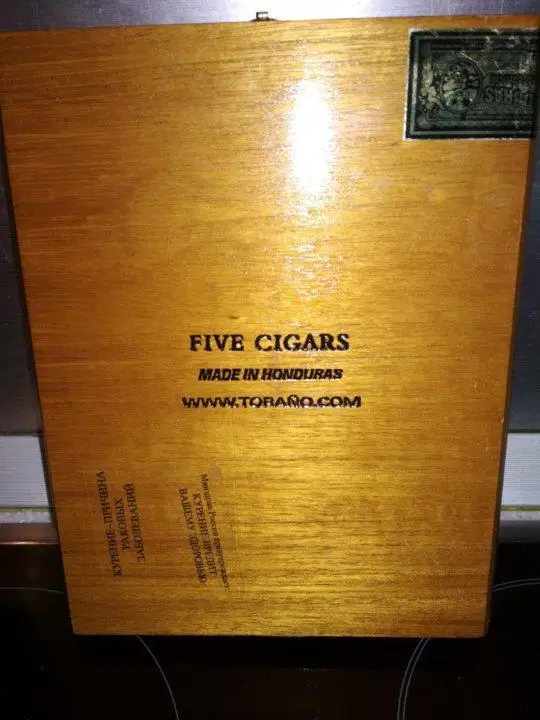 FIVE CIGARS
MADE IN HONDURAS
WWW.TORAÑO.COM
КУРЕНИЕ-ПРИЧИНА
РАКОВЫХ
ЗАБОЛЕВАНИЙ
Минздрав России предупреждает:
КУРЕНИЕ ВРЕДИТ
ВАШЕМУ ЗДОРОВЬЮ